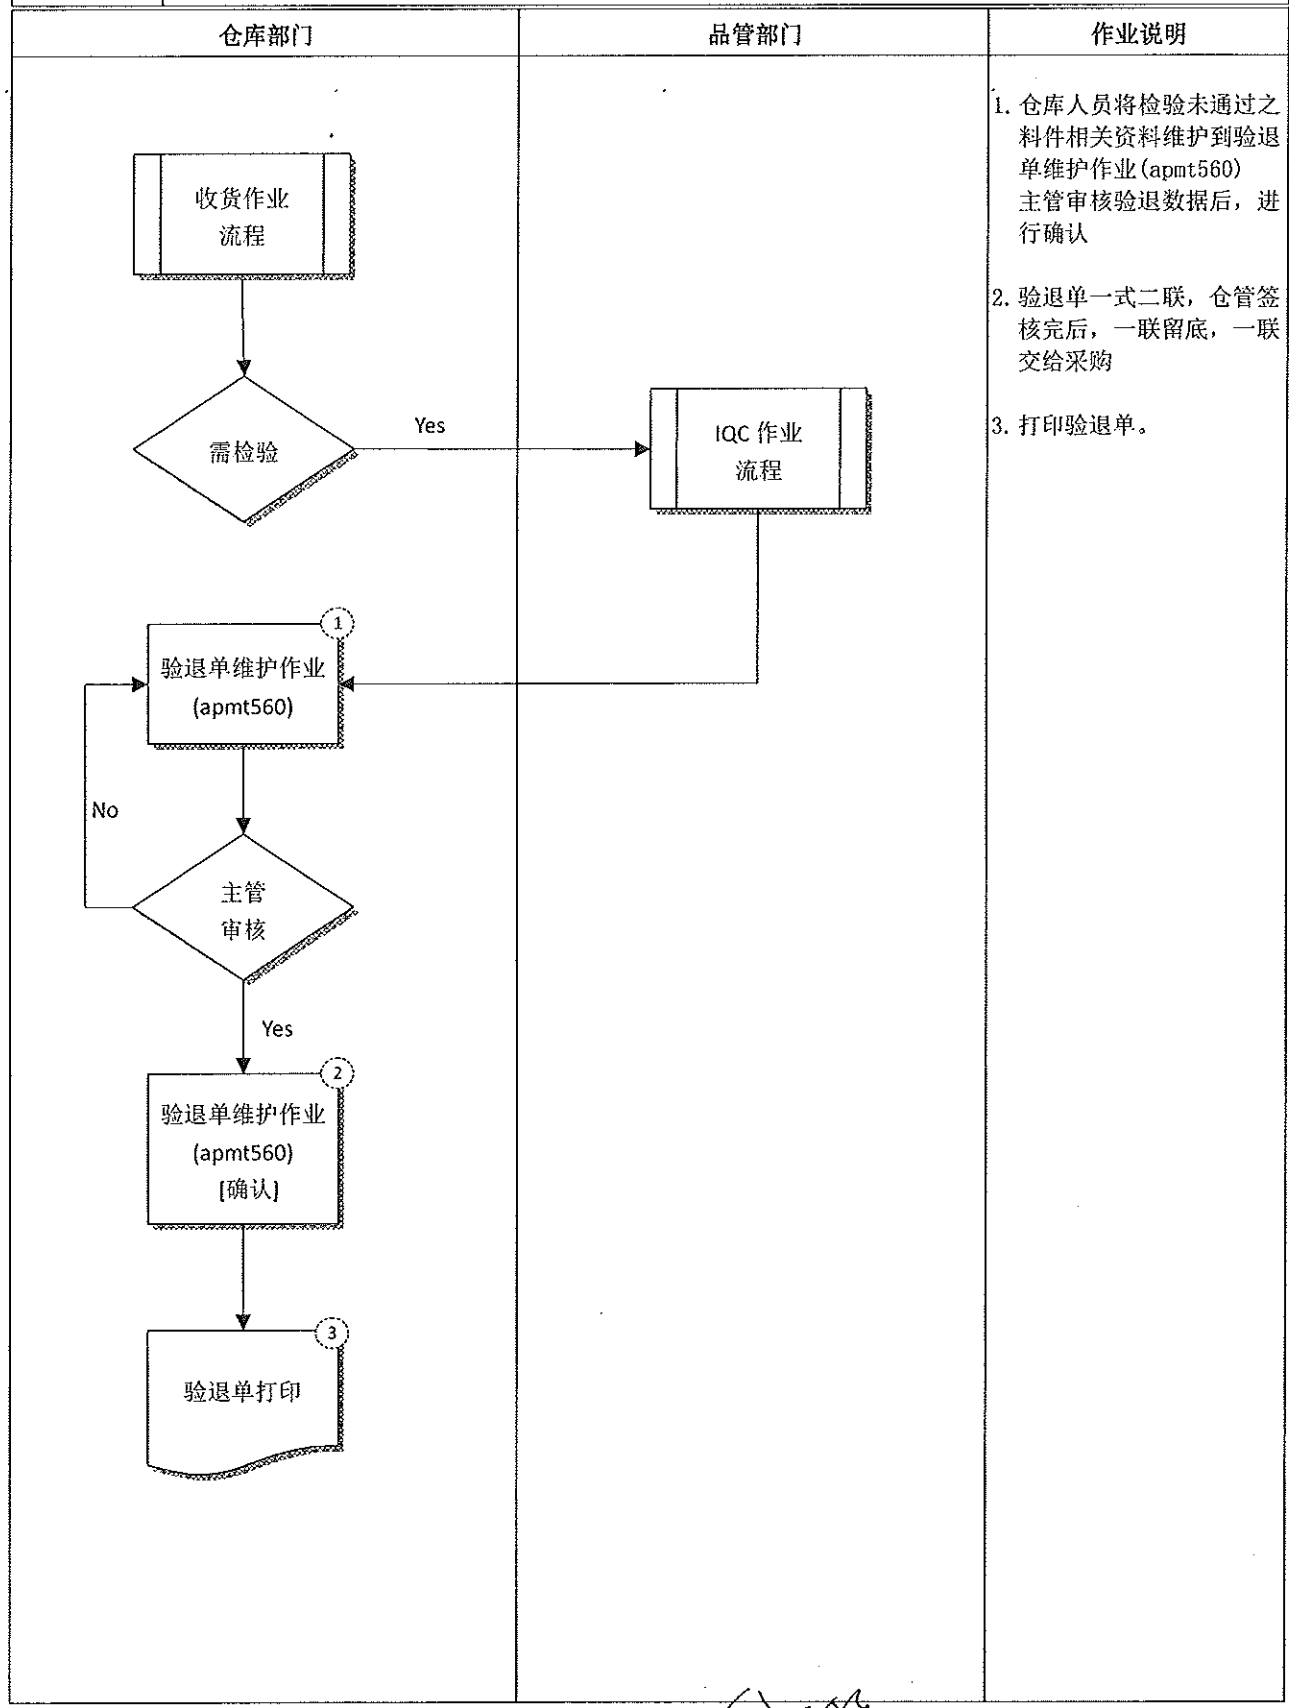 仓库部门
品管部门
作业说明
收货作业
流程
需检验
Yes
IQC 作业
流程
1
验退单维护作业
(apmt560)
No
主管
审核
Yes
2
验退单维护作业
(apmt560)
[确认]
3
验退单打印
1. 仓库人员将检验未通过之
料件相关资料维护到验退
单维护作业(apmt560)
主管审核验退数据后，进
行确认
2. 验退单一式二联，仓管签
核完后，一联留底，一联
交给采购
3. 打印验退单。